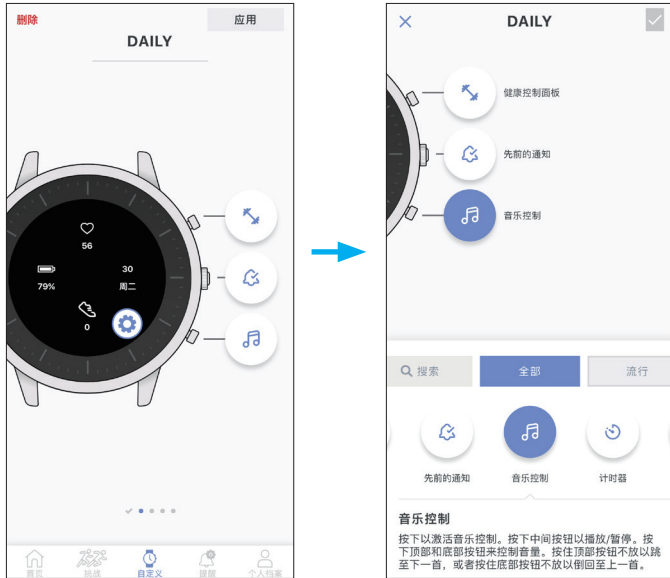 删除
应用
DAILY
56
79%
30
周二
0
首页
挑战
自定义
提醒
个人档案
DAILY
健康控制面板
先前的通知
音乐控制
搜索
全部
流行
先前的通知
音乐控制
计时器
音乐控制
按下以激活音乐控制。按下中间按钮以播放/暂停。按
下顶部和底部按钮来控制音量。按住顶部按钮不放以跳
至下一首，或者按住底部按钮不放以倒回至上一首。